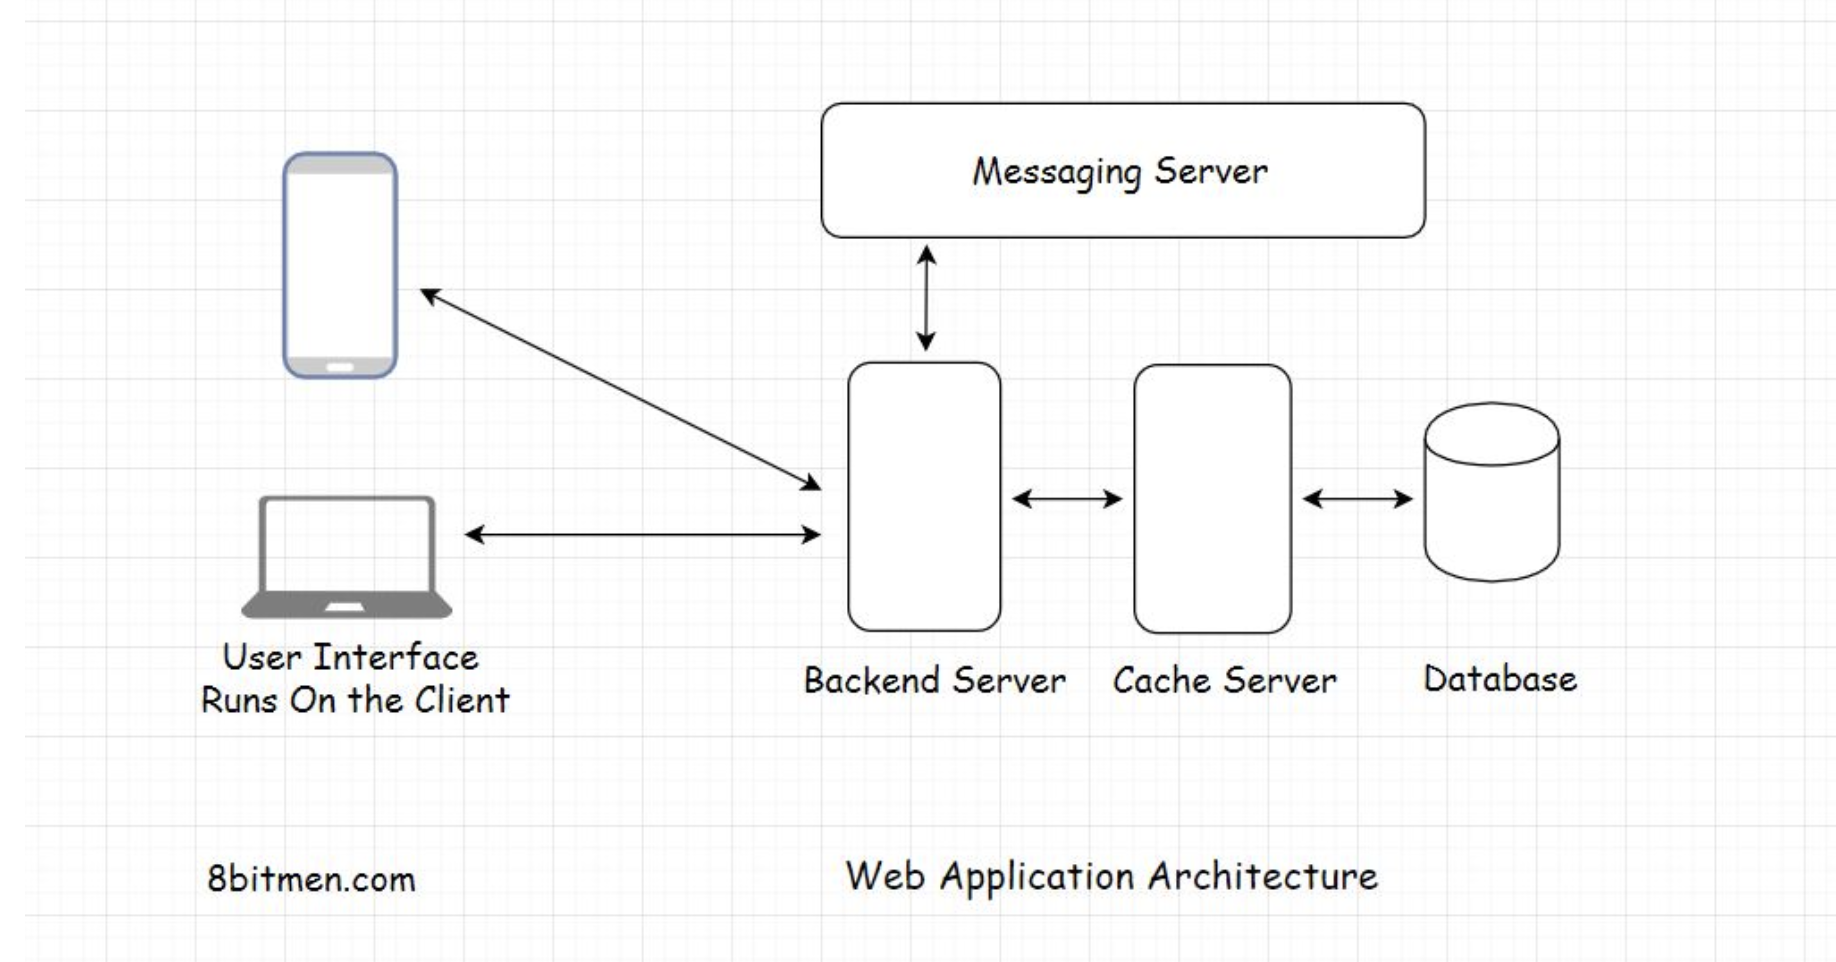 Messaging Server
User Interface
Runs On the Client
Backend Server
Cache Server
Database
8bitmen.com
Web Application Architecture